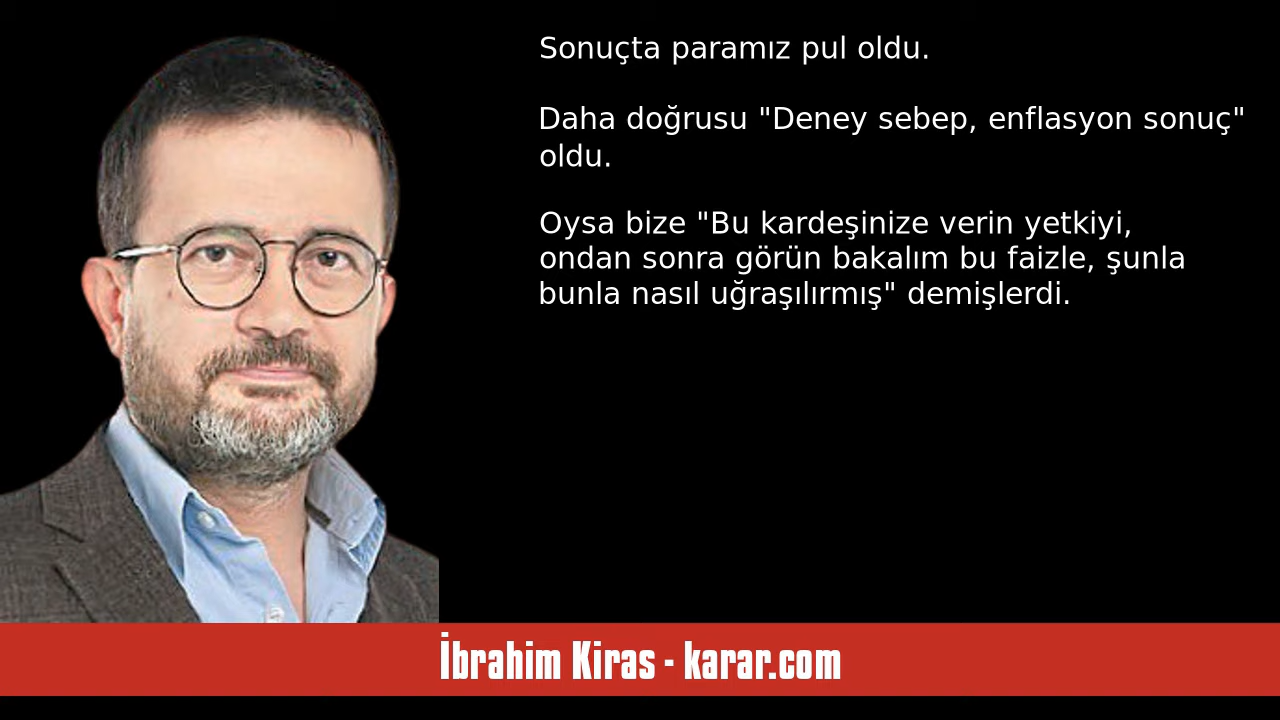 Sonuçta paramız pul oldu.
Daha doğrusu "Deney sebep, enflasyon sonuç"
oldu.
Oysa bize "Bu kardeşinize verin yetkiyi,
ondan sonra görün bakalım bu faizle, şunla
bunla nasıl uğraşılırmış" demişlerdi.
İbrahim Kiras - karar.com